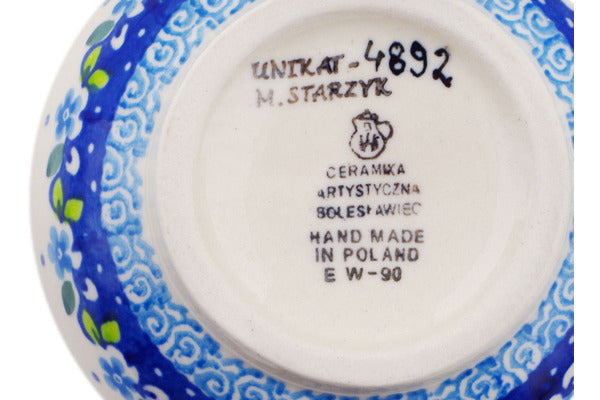 UNIKAT-4892
M. STARZYK
CERAMIKA
ARTYSTYCZNA
BOLESŁAWIEC
HAND MADE
IN POLAND
E W-90